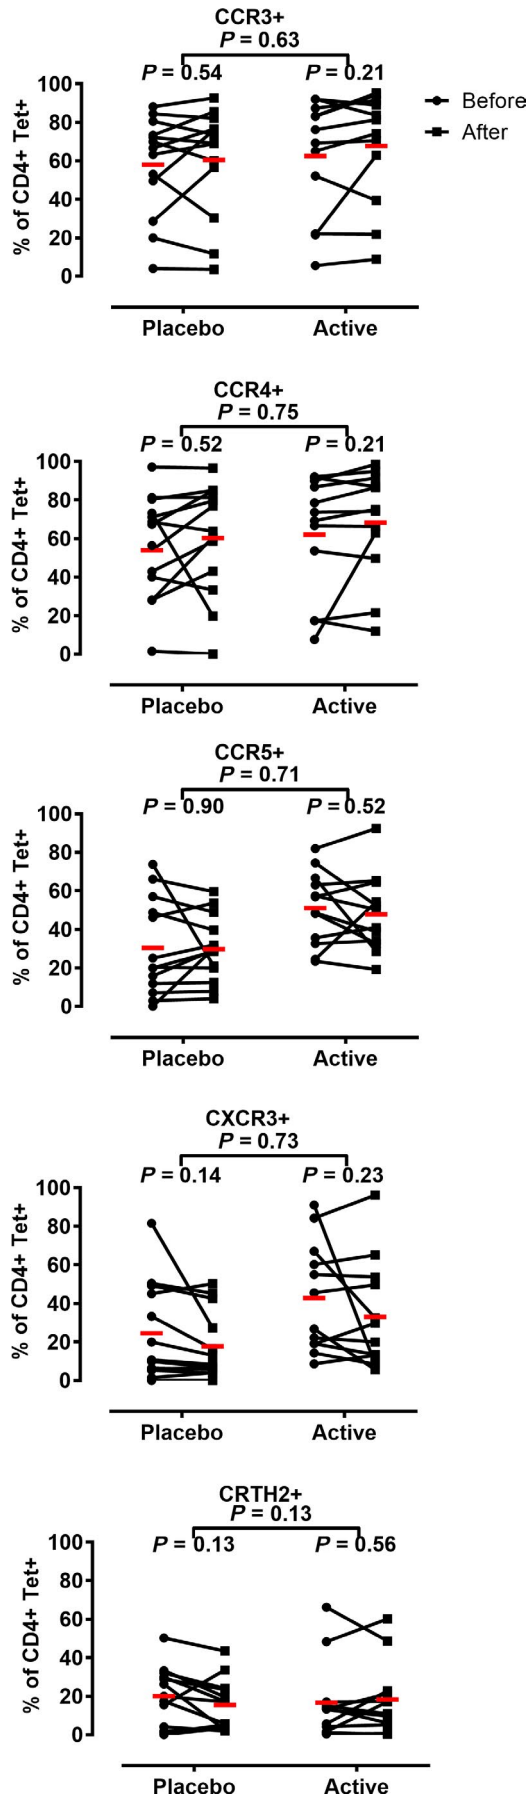 CCR3+
P = 0.63
P = 0.54 P = 0.21
% of CD4+ Tet+
100
80
60
40
20
0
Before
After
Placebo Active
CCR4+
P = 0.75
P = 0.52 P = 0.21
% of CD4+ Tet+
100
80
60
40
20
0
Placebo Active
CCR5+
P = 0.71
P = 0.90 P = 0.52
% of CD4+ Tet+
100
80
60
40
20
0
Placebo Active
CXCR3+
P = 0.73
P = 0.14 P = 0.23
% of CD4+ Tet+
100
80
60
40
20
0
Placebo Active
CRTH2+
P = 0.13
P = 0.13 P = 0.56
% of CD4+ Tet+
100
80
60
40
20
0
Placebo Active